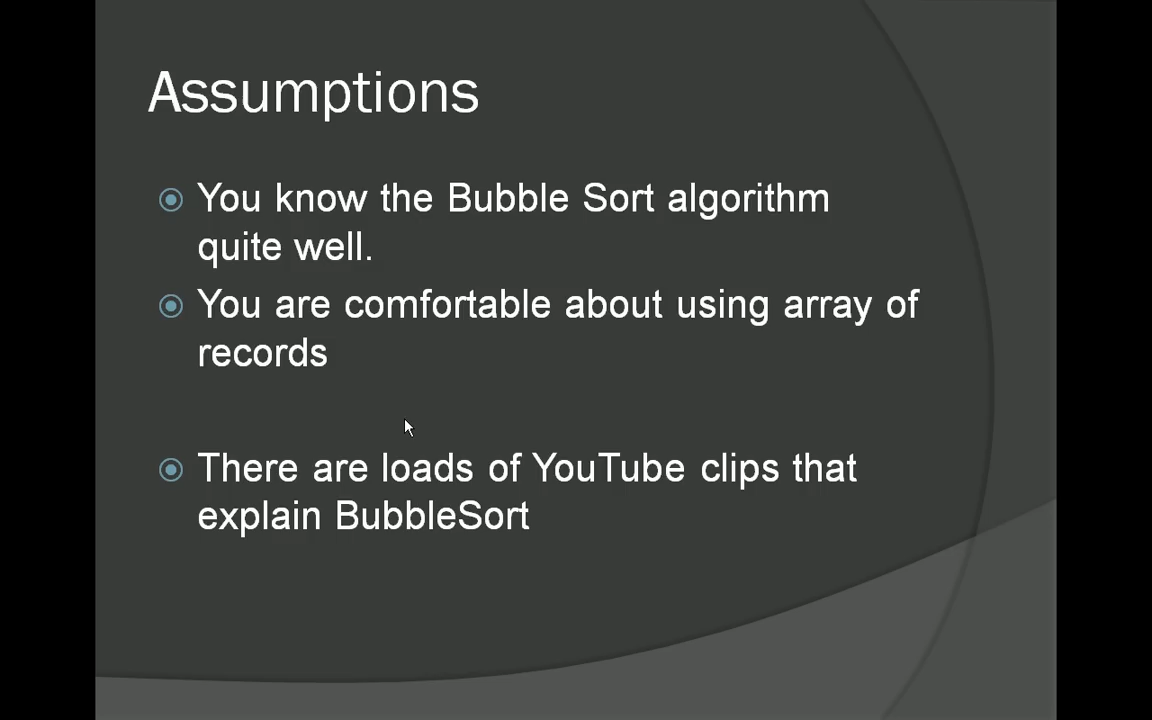 Assumptions
You know the Bubble Sort algorithm
quite well.
You are comfortable about using array of
records
There are loads of YouTube clips that
explain BubbleSort